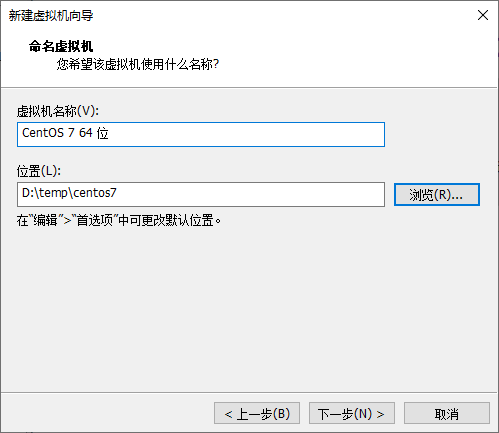 新建虚拟机向导
命名虚拟机
您希望该虚拟机使用什么名称?
虚拟机名称(V):
CentOS 7 64 位
位置(L):
D:\temp\centos7
浏览(R)...
在“编辑”>“首选项”中可更改默认位置。
< 上一步(B) 下一步(N) > 取消